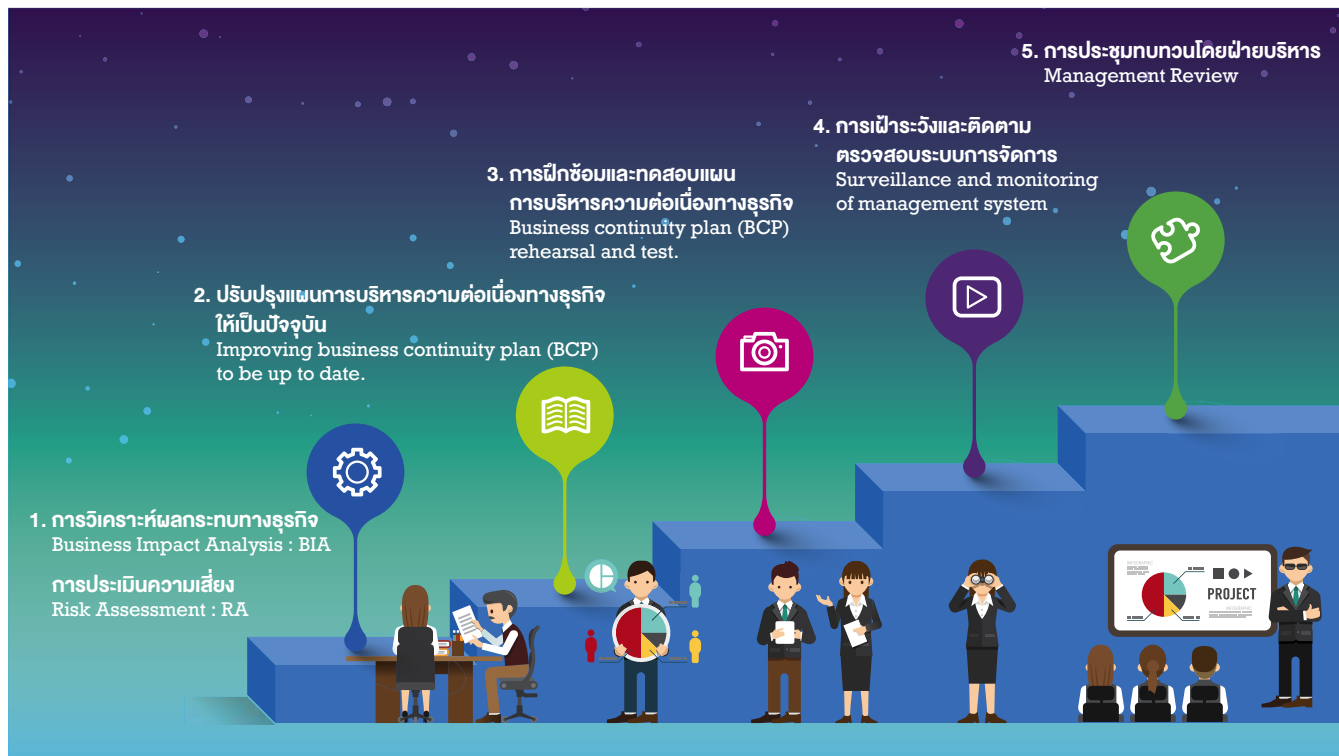 1. การวิเคราะห์ผลกระทบทางธุรกิจ
Business Impact Analysis : BIA
การประเมินความเสี่ยง
Risk Assessment : RA
2. ปรับปรุงแผนการบริหารความต่อเนื่องทางธุรกิจ
ให้เป็นปัจจุบัน
Improving business continuity plan (BCP)
to be up to date.
3. การฝึกซ้อมและทดสอบแผน
การบริหารความต่อเนื่องทางธุรกิจ
Business continuity plan (BCP)
rehearsal and test.
4. การเฝ้าระวังและติดตาม
ตรวจสอบระบบการจัดการ
Surveillance and monitoring
of management system
5. การประชุมทบทวนโดยฝ่ายบริหาร
Management Review
INFOGRAPHIC
PROJECT
INFOGRAPHIC